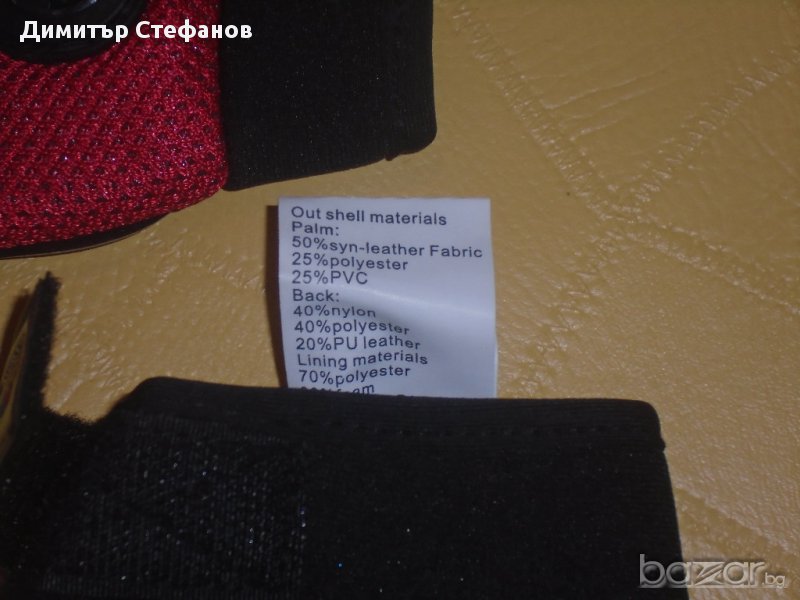 Димитър Стефанов
Out shell materials
Palm:
50%syn-leather Fabric
25%polyester
25%PVC
Back:
40%nylon
40%polyester
20%PU leather
Lining materials
70%polyester
bazar.bg